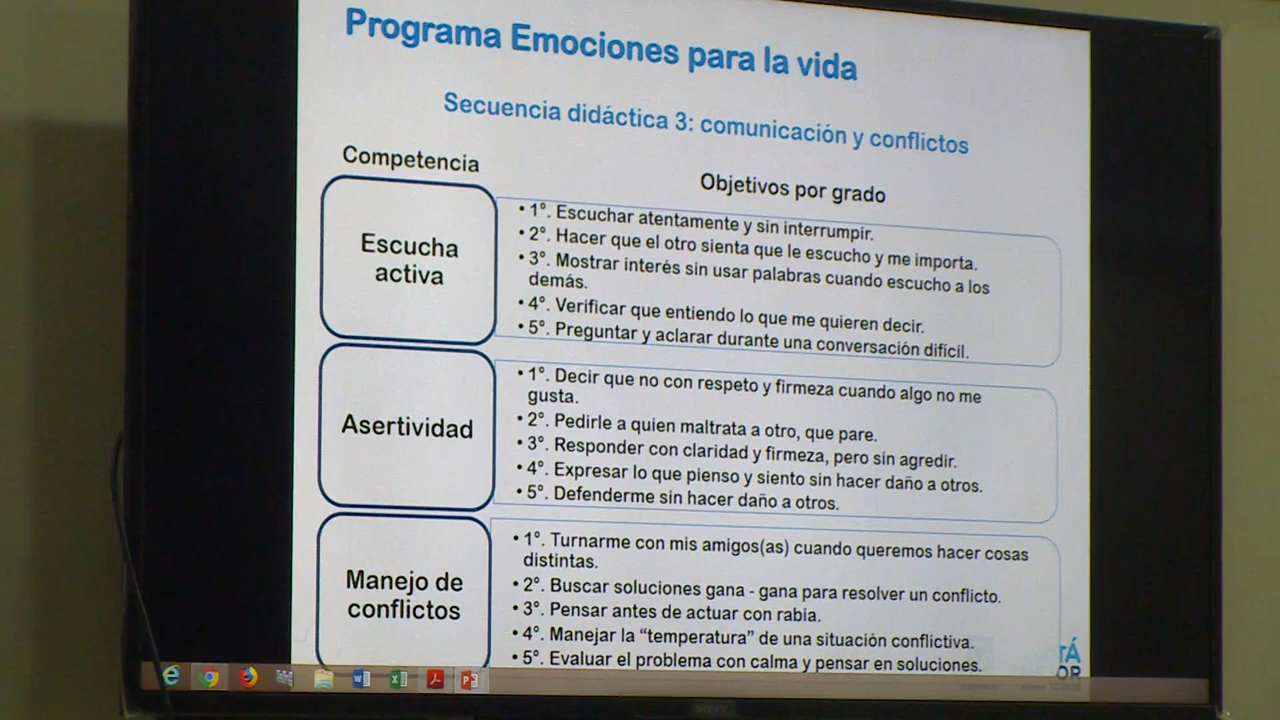 Programa Emociones para la vida
Secuencia didáctica 3: comunicación y conflictos
Competencia
Objetivos por grado
Escucha
activa
• 1°. Escuchar atentamente y sin interrumpir.
• 2°. Hacer que el otro sienta que le escucho y me importa.
• 3°. Mostrar interés sin usar palabras cuando escucho a los
demás.
• 4°. Verificar que entiendo lo que me quieren decir.
• 5°. Preguntar y aclarar durante una conversación difícil.
Asertividad
• 1°. Decir que no con respeto y firmeza cuando algo no me
gusta.
• 2°. Pedirle a quien maltrata a otro, que pare.
• 3°. Responder con claridad y firmeza, pero sin agredir.
• 4°. Expresar lo que pienso y siento sin hacer daño a otros.
• 5°. Defenderme sin hacer daño a otros.
Manejo de
conflictos
• 1°. Turnarme con mis amigos(as) cuando queremos hacer cosas
distintas.
• 2°. Buscar soluciones gana - gana para resolver un conflicto.
• 3°. Pensar antes de actuar con rabia.
• 4°. Manejar la “temperatura” de una situación conflictiva.
• 5°. Evaluar el problema con calma y pensar en soluciones.
TÁ
OR
SONY